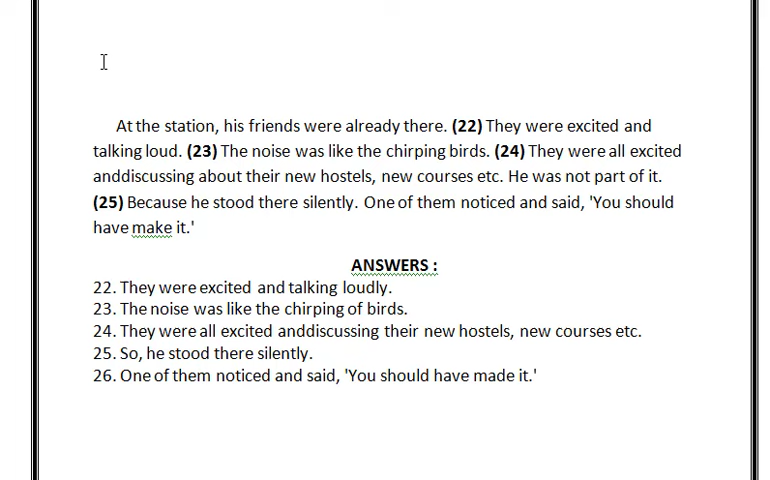 At the station, his friends were already there. (22) They were excited and
talking loud. (23) The noise was like the chirping birds. (24) They were all excited
anddiscussing about their new hostels, new courses etc. He was not part of it.
(25) Because he stood there silently. One of them noticed and said, 'You should
have make it.'
ANSWERS :
22. They were excited and talking loudly.
23. The noise was like the chirping of birds.
24. They were all excited anddiscussing their new hostels, new courses etc.
25. So, he stood there silently.
26. One of them noticed and said, 'You should have made it.'